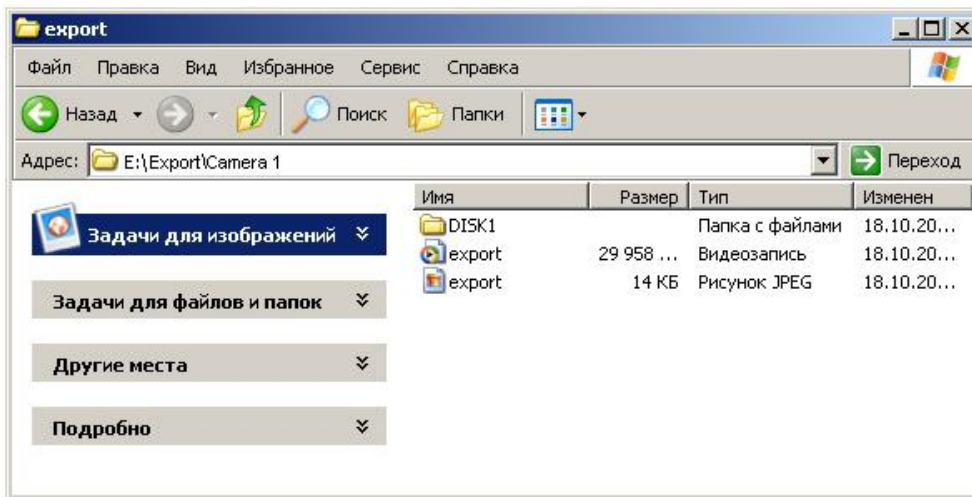 export
Файл Правка Вид Избранное Сервис Справка
Назад Поиск Папки
Адрес: E:\Export\Camera 1 Переход
Имя Размер Тип Изменен
DISK1 Папка с файлами 18.10.20...
export 29 958 ... Видеозапись 18.10.20...
export 14 КБ Рисунок JPEG 18.10.20...
Задачи для изображений
Задачи для файлов и папок
Другие места
Подробно